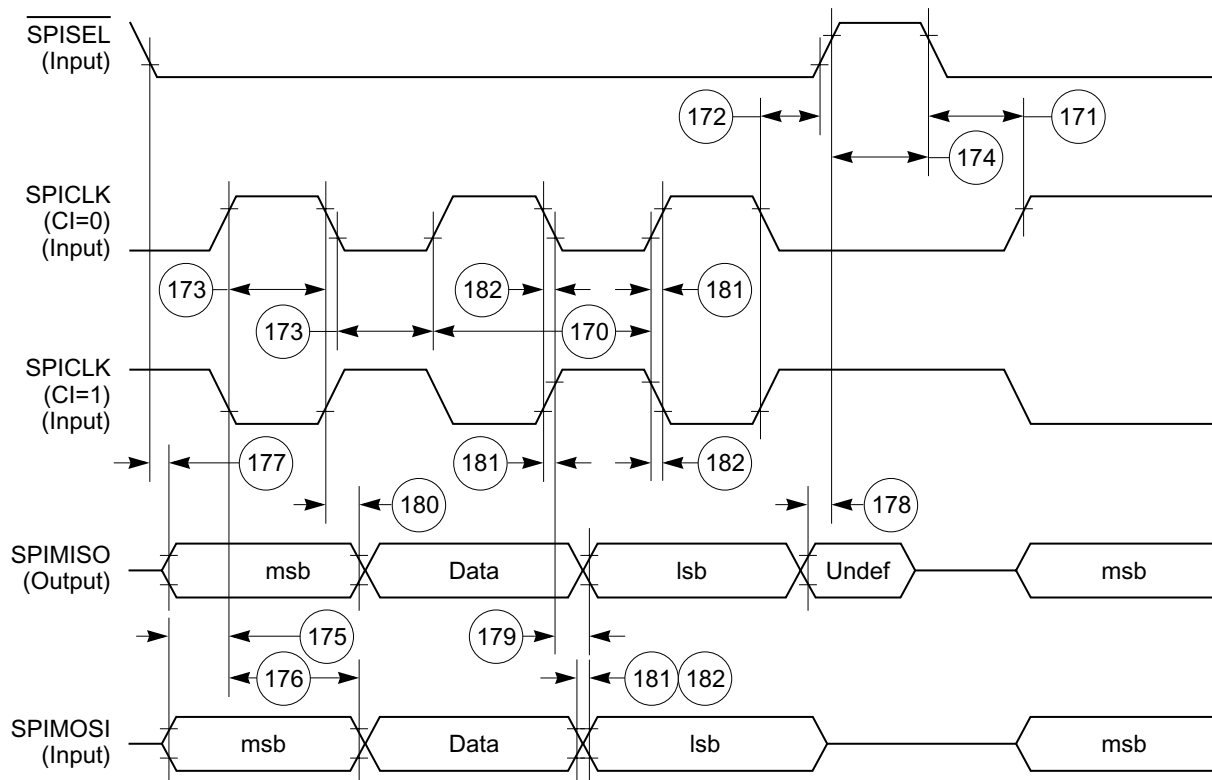 SPISEL
(Input)
172
171
174
SPICLK
(CI=0)
(Input)
173
182
181
173
170
SPICLK
(CI=1)
(Input)
177
181
182
180
178
SPIMISO
(Output)
msb
Data
lsb
Undef
msb
175
179
176
181
182
SPIMOSI
(Input)
msb
Data
lsb
msb